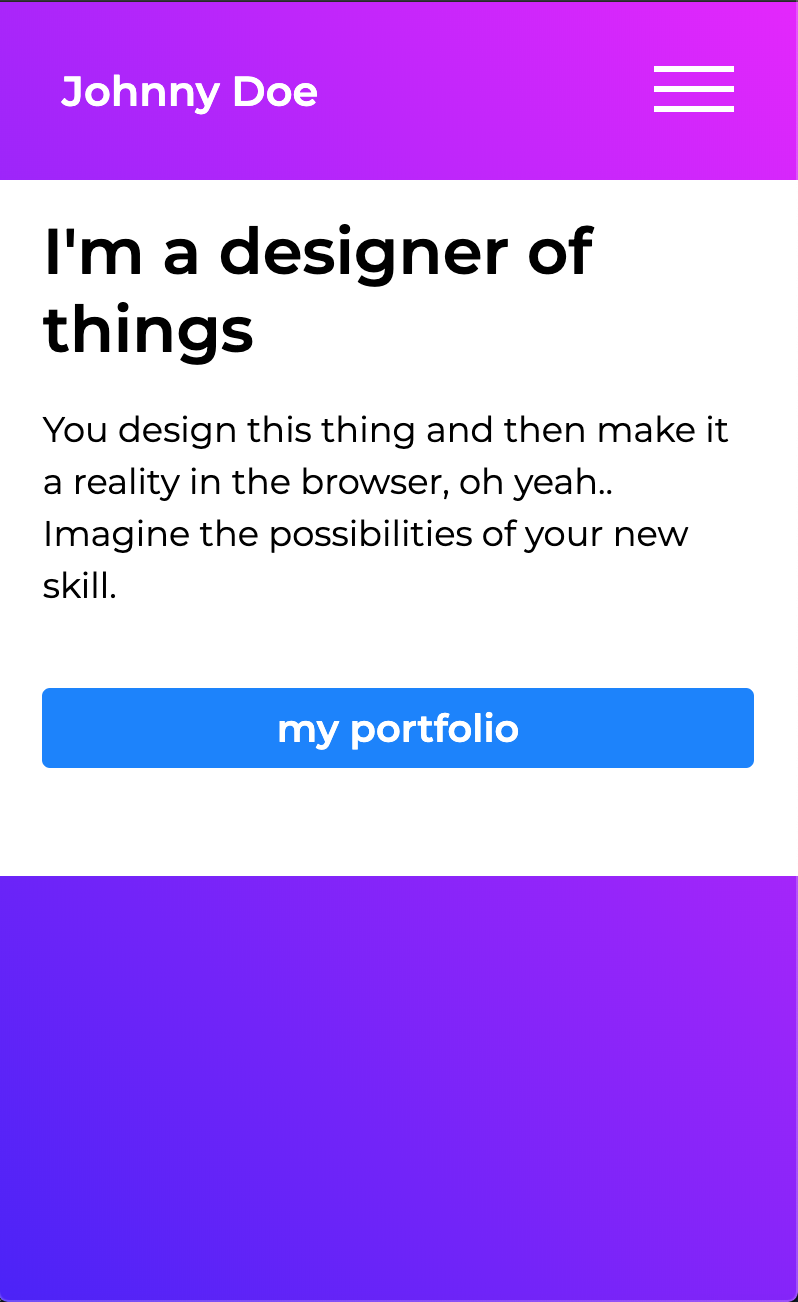 Johnny Doe
I'm a designer of
things
You design this thing and then make it
a reality in the browser, oh yeah..
Imagine the possibilities of your new
skill.
my portfolio